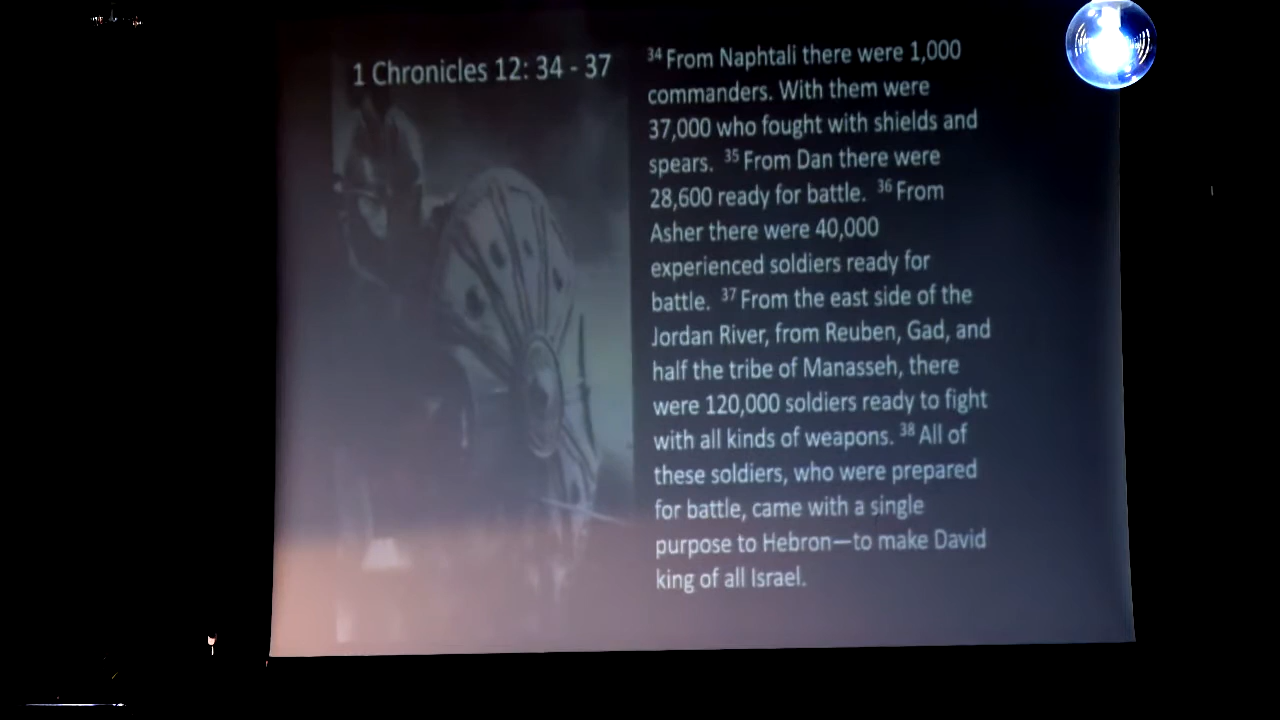 1 Chronicles 12: 34 - 37
³⁴ From Naphtali there were 1,000
commanders. With them were
37,000 who fought with shields and
spears. ³⁵ From Dan there were
28,600 ready for battle. ³⁶ From
Asher there were 40,000
experienced soldiers ready for
battle. ³⁷ From the east side of the
Jordan River, from Reuben, Gad, and
half the tribe of Manasseh, there
were 120,000 soldiers ready to fight
with all kinds of weapons. ³⁸ All of
these soldiers, who were prepared
for battle, came with a single
purpose to Hebron—to make David
king of all Israel.